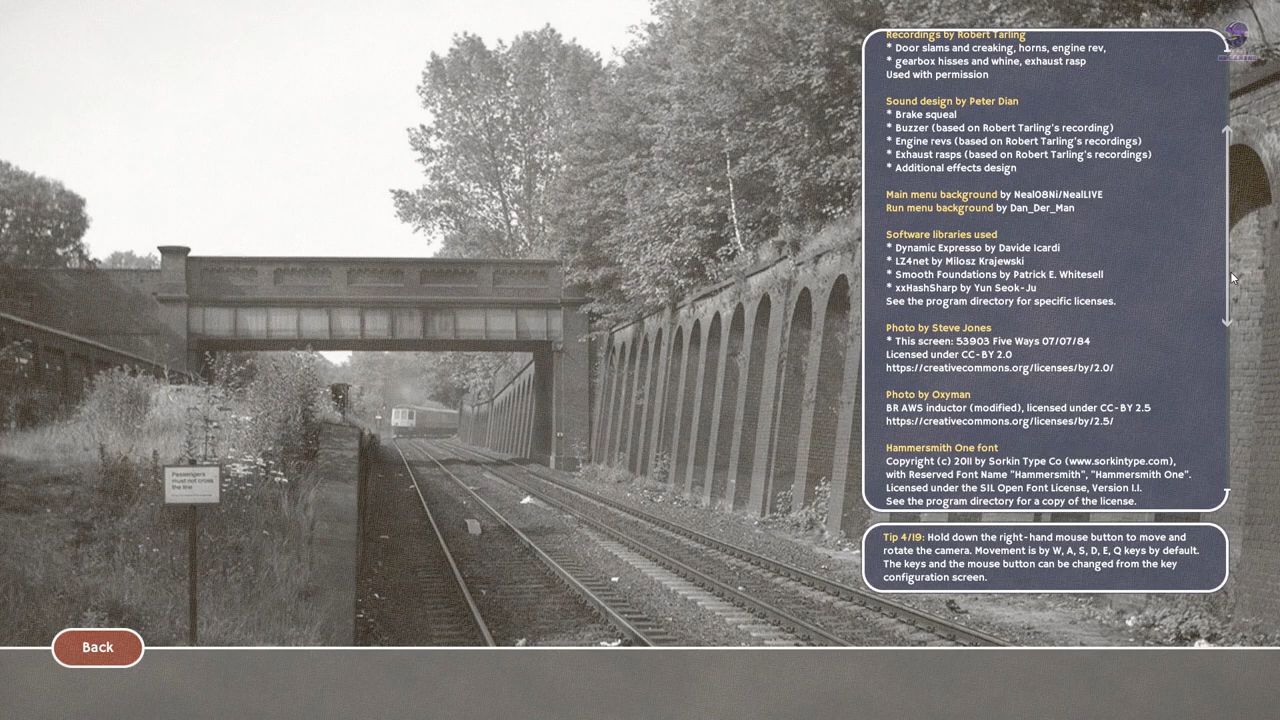 Recordings by Robert Tarling
* Door slams and creaking, horns, engine rev,
* gearbox hisses and whine, exhaust rasp
Used with permission
Sound design by Peter Dian
* Brake squeal
* Buzzer (based on Robert Tarling's recording)
* Engine revs (based on Robert Tarling's recordings)
* Exhaust rasps (based on Robert Tarling's recordings)
* Additional effects design
Main menu background by Neal08Ni/NealLIVE
Run menu background by Dan_Der_Man
Software libraries used
* Dynamic Expresso by Davide Icardi
* LZ4net by Milosz Krajewski
* Smooth Foundations by Patrick E. Whitesell
* xxHashSharp by Yun Seok-Ju
See the program directory for specific licenses.
Photo by Steve Jones
* This screen: 53903 Five Ways 07/07/84
Licensed under CC-BY 2.0
https://creativecommons.org/licenses/by/2.0/
Photo by Oxyman
BR AWS inductor (modified), licensed under CC-BY 2.5
https://creativecommons.org/licenses/by/2.5/
Hammersmith One font
Copyright (c) 2011 by Sorkin Type Co (www.sorkintype.com),
with Reserved Font Name "Hammersmith", "Hammersmith One".
Licensed under the SIL Open Font License, Version 1.1.
See the program directory for a copy of the license.
Tip 4/19: Hold down the right-hand mouse button to move and
rotate the camera. Movement is by W, A, S, D, E, Q keys by default.
The keys and the mouse button can be changed from the key
configuration screen.
Passengers
must not cross
the line
Back